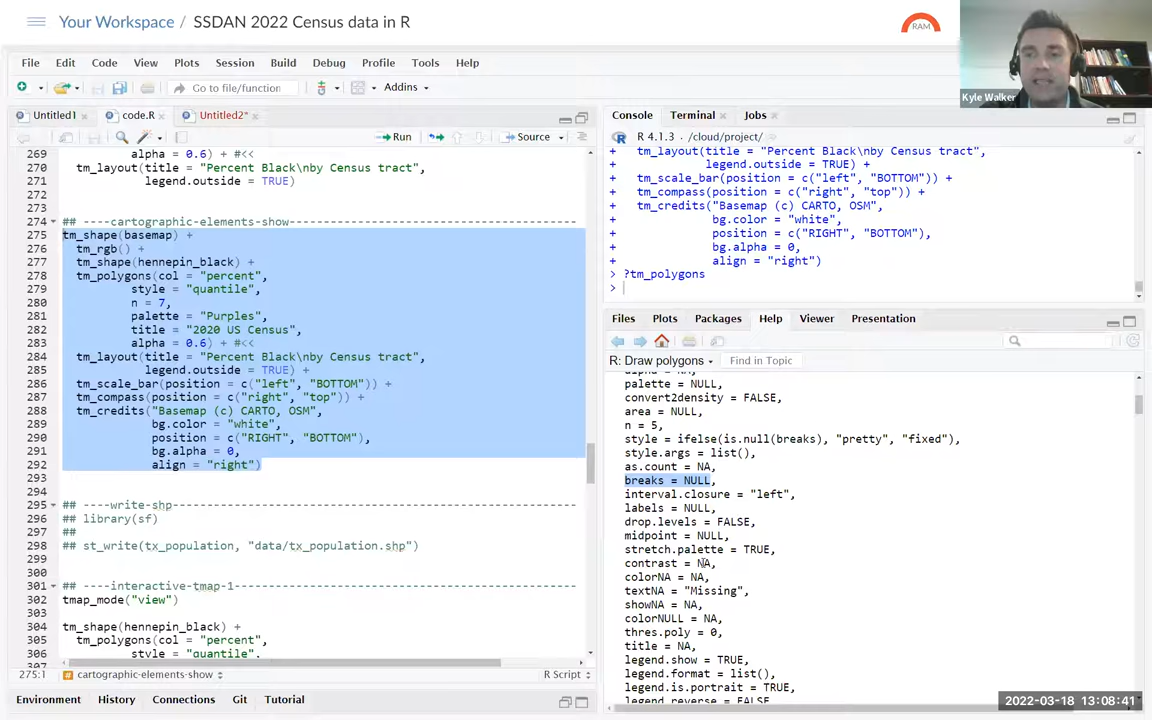 Your Workspace / SSDAN 2022 Census data in R
RAM
Kyle Walker
File Edit Code View Plots Session Build Debug Profile Tools Help
Go to file/function Addins
Untitled1 code.R Untitled2*
Run Source
269 alpha = 0.6) + #<<
270 tm_layout(title = "Percent Black\nby Census tract",
271 legend.outside = TRUE)
272
273
274 ## ----cartographic-elements-show----
275 tm_shape(basemap) +
276 tm_rgb() +
277 tm_shape(hennepin_black) +
278 tm_polygons(col = "percent",
279 style = "quantile",
280 n = 7,
281 palette = "Purples",
282 title = "2020 US Census",
283 alpha = 0.6) + #<<
284 tm_layout(title = "Percent Black\nby Census tract",
285 legend.outside = TRUE) +
286 tm_scale_bar(position = c("left", "BOTTOM")) +
287 tm_compass(position = c("right", "top")) +
288 tm_credits("Basemap (c) CARTO, OSM",
289 bg.color = "white",
290 position = c("RIGHT", "BOTTOM"),
291 bg.alpha = 0,
292 align = "right")
293
294
295 ## ----write-shp----
296 ## library(sf)
297 ##
298 ## st_write(tx_population, "data/tx_population.shp")
299
300
301 ## ----interactive-tmap-1----
302 tmap_mode("view")
303
304 tm_shape(hennepin_black) +
305 tm_polygons(col = "percent",
306 style = "quantile",
307
275:1 cartographic-elements-show R Script
Environment History Connections Git Tutorial
Console Terminal Jobs
R 4.1.3 · /cloud/project/
+ tm_layout(title = "Percent Black\nby Census tract",
+ legend.outside = TRUE) +
+ tm_scale_bar(position = c("left", "BOTTOM")) +
+ tm_compass(position = c("right", "top")) +
+ tm_credits("Basemap (c) CARTO, OSM",
+ bg.color = "white",
+ position = c("RIGHT", "BOTTOM"),
+ bg.alpha = 0,
+ align = "right")
> ?tm_polygons
>
Files Plots Packages Help Viewer Presentation
R: Draw polygons Find in Topic
alpha = NA,
palette = NULL,
convert2density = FALSE,
area = NULL,
n = 5,
style = ifelse(is.null(breaks), "pretty", "fixed"),
style.args = list(),
as.count = NA,
breaks = NULL,
interval.closure = "left",
labels = NULL,
drop.levels = FALSE,
midpoint = NULL,
stretch.palette = TRUE,
contrast = NA,
colorNA = NA,
textNA = "Missing",
showNA = NA,
colorNULL = NA,
thres.poly = 0,
title = NA,
legend.show = TRUE,
legend.format = list(),
legend.is.portrait = TRUE,
legend.reverse = FALSE,
2022-03-18 13:08:41